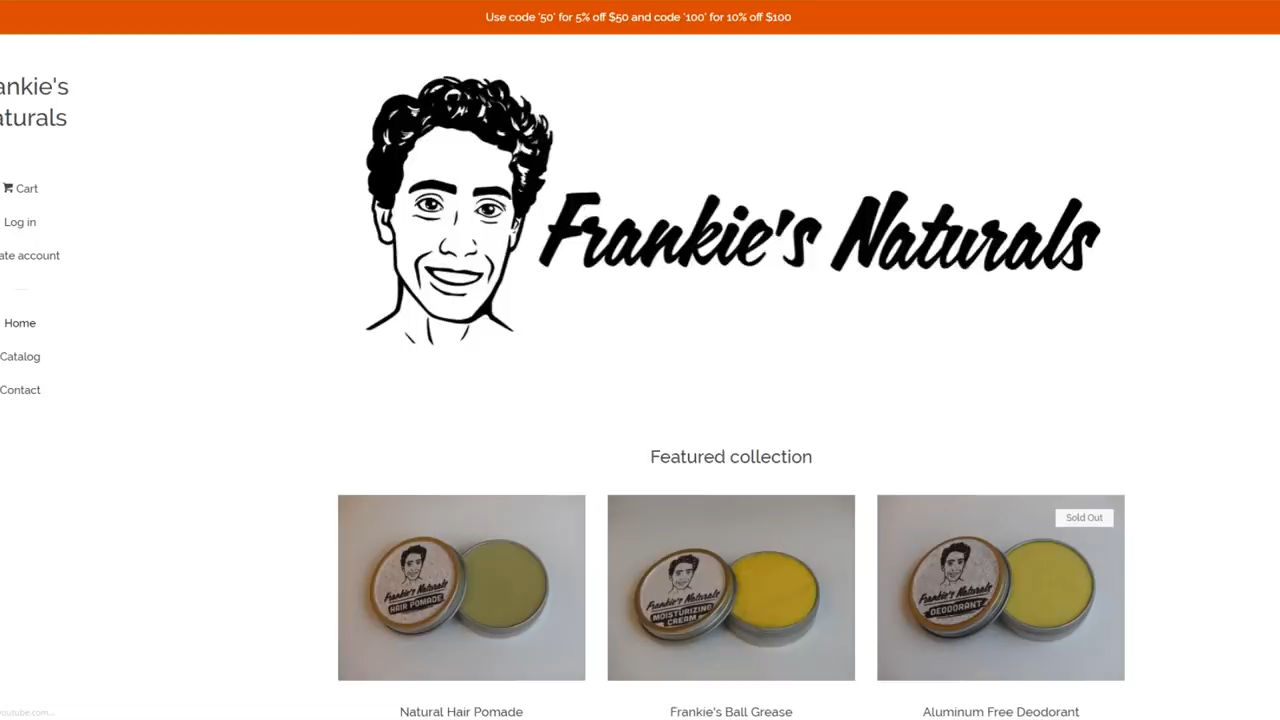 Use code '50' for 5% off $50 and code '100' for 10% off $100
ankie's
aturals
Cart
Log in
ate account
Home
Catalog
Contact
Frankie's Naturals
Featured collection
Frankie's Naturals
HAIR POMADE
Frankie's Naturals
MOISTURIZING
CREAM
Sold Out
Frankie's Naturals
DEODORANT
Natural Hair Pomade
Frankie's Ball Grease
Aluminum Free Deodorant
youtube.com...